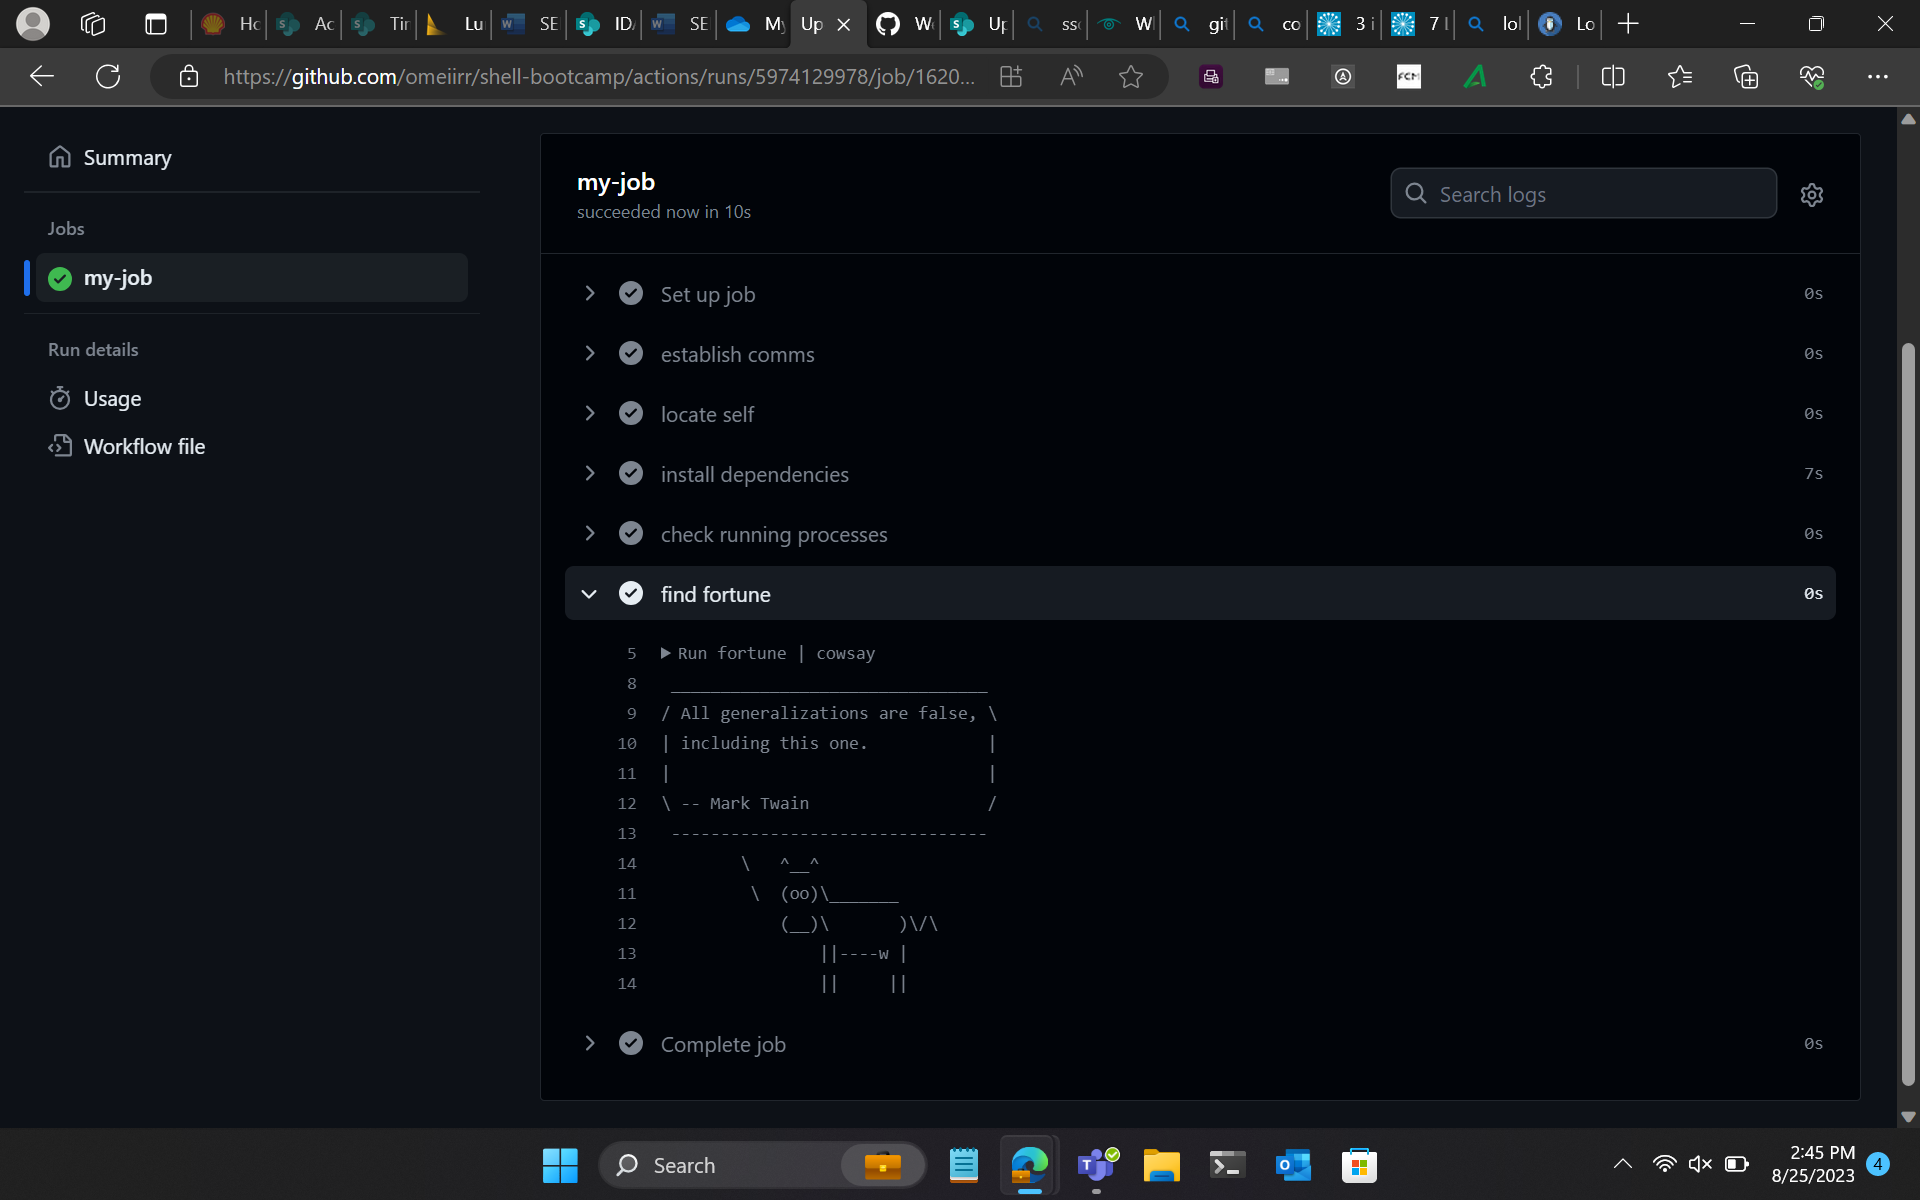 Ho
Ac
Tir
Lu
SE
ID
SE
My
Up
W
Up
sso
W
git
co
3 i
7 l
lol
Lo
https://github.com/omeiirr/shell-bootcamp/actions/runs/5974129978/job/1620...
Summary
Jobs
my-job
Run details
Usage
Workflow file
my-job
succeeded now in 10s
Search logs
Set up job 0s
establish comms 0s
locate self 0s
install dependencies 7s
check running processes 0s
find fortune 0s
5 Run fortune | cowsay
8  ________________________________
9 / All generalizations are false, \
10 | including this one.            |
11 |                                |
12 \ -- Mark Twain                  /
13  --------------------------------
14         \   ^__^
11          \  (oo)\_______
12             (__)\       )\/\
13                 ||----w |
14                 ||     ||
Complete job 0s
Search
2:45 PM
8/25/2023
4